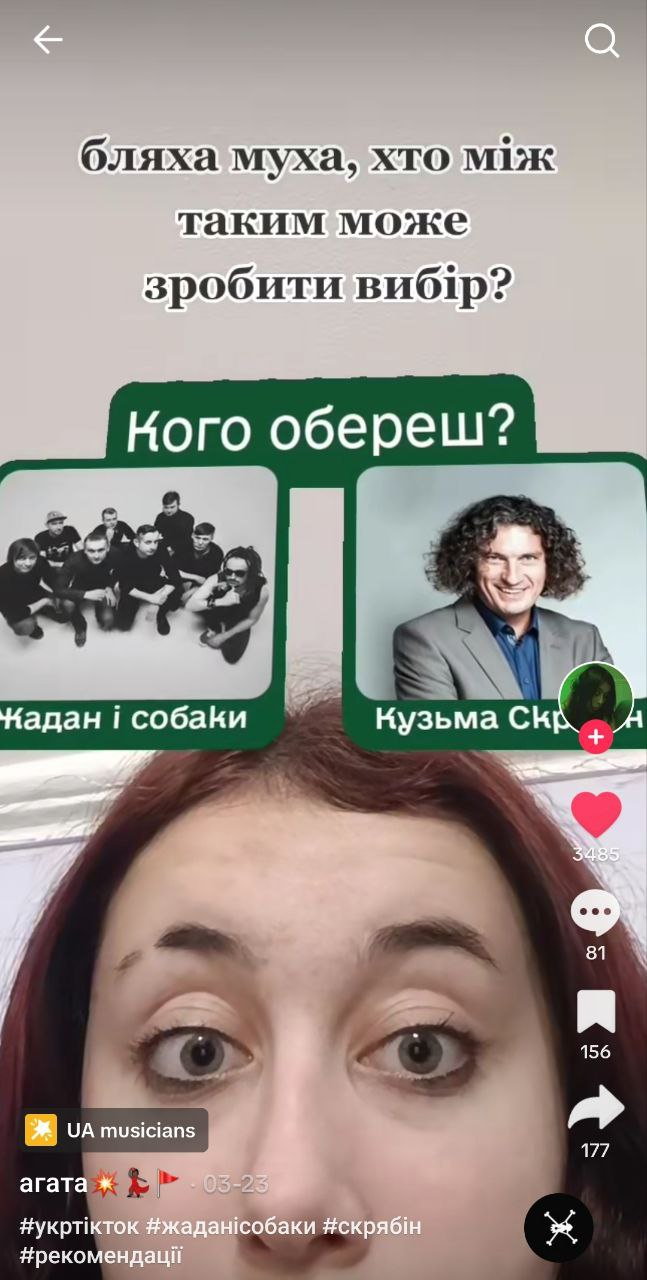 бляха муха, хто між
таким може
зробити вибір?
Кого обереш?
Жадан і собаки
Кузьма Скр н
3485
81
156
177
UA musicians
агата · 03-23
#укртікток #жаданісобаки #скрябін
#рекомендації